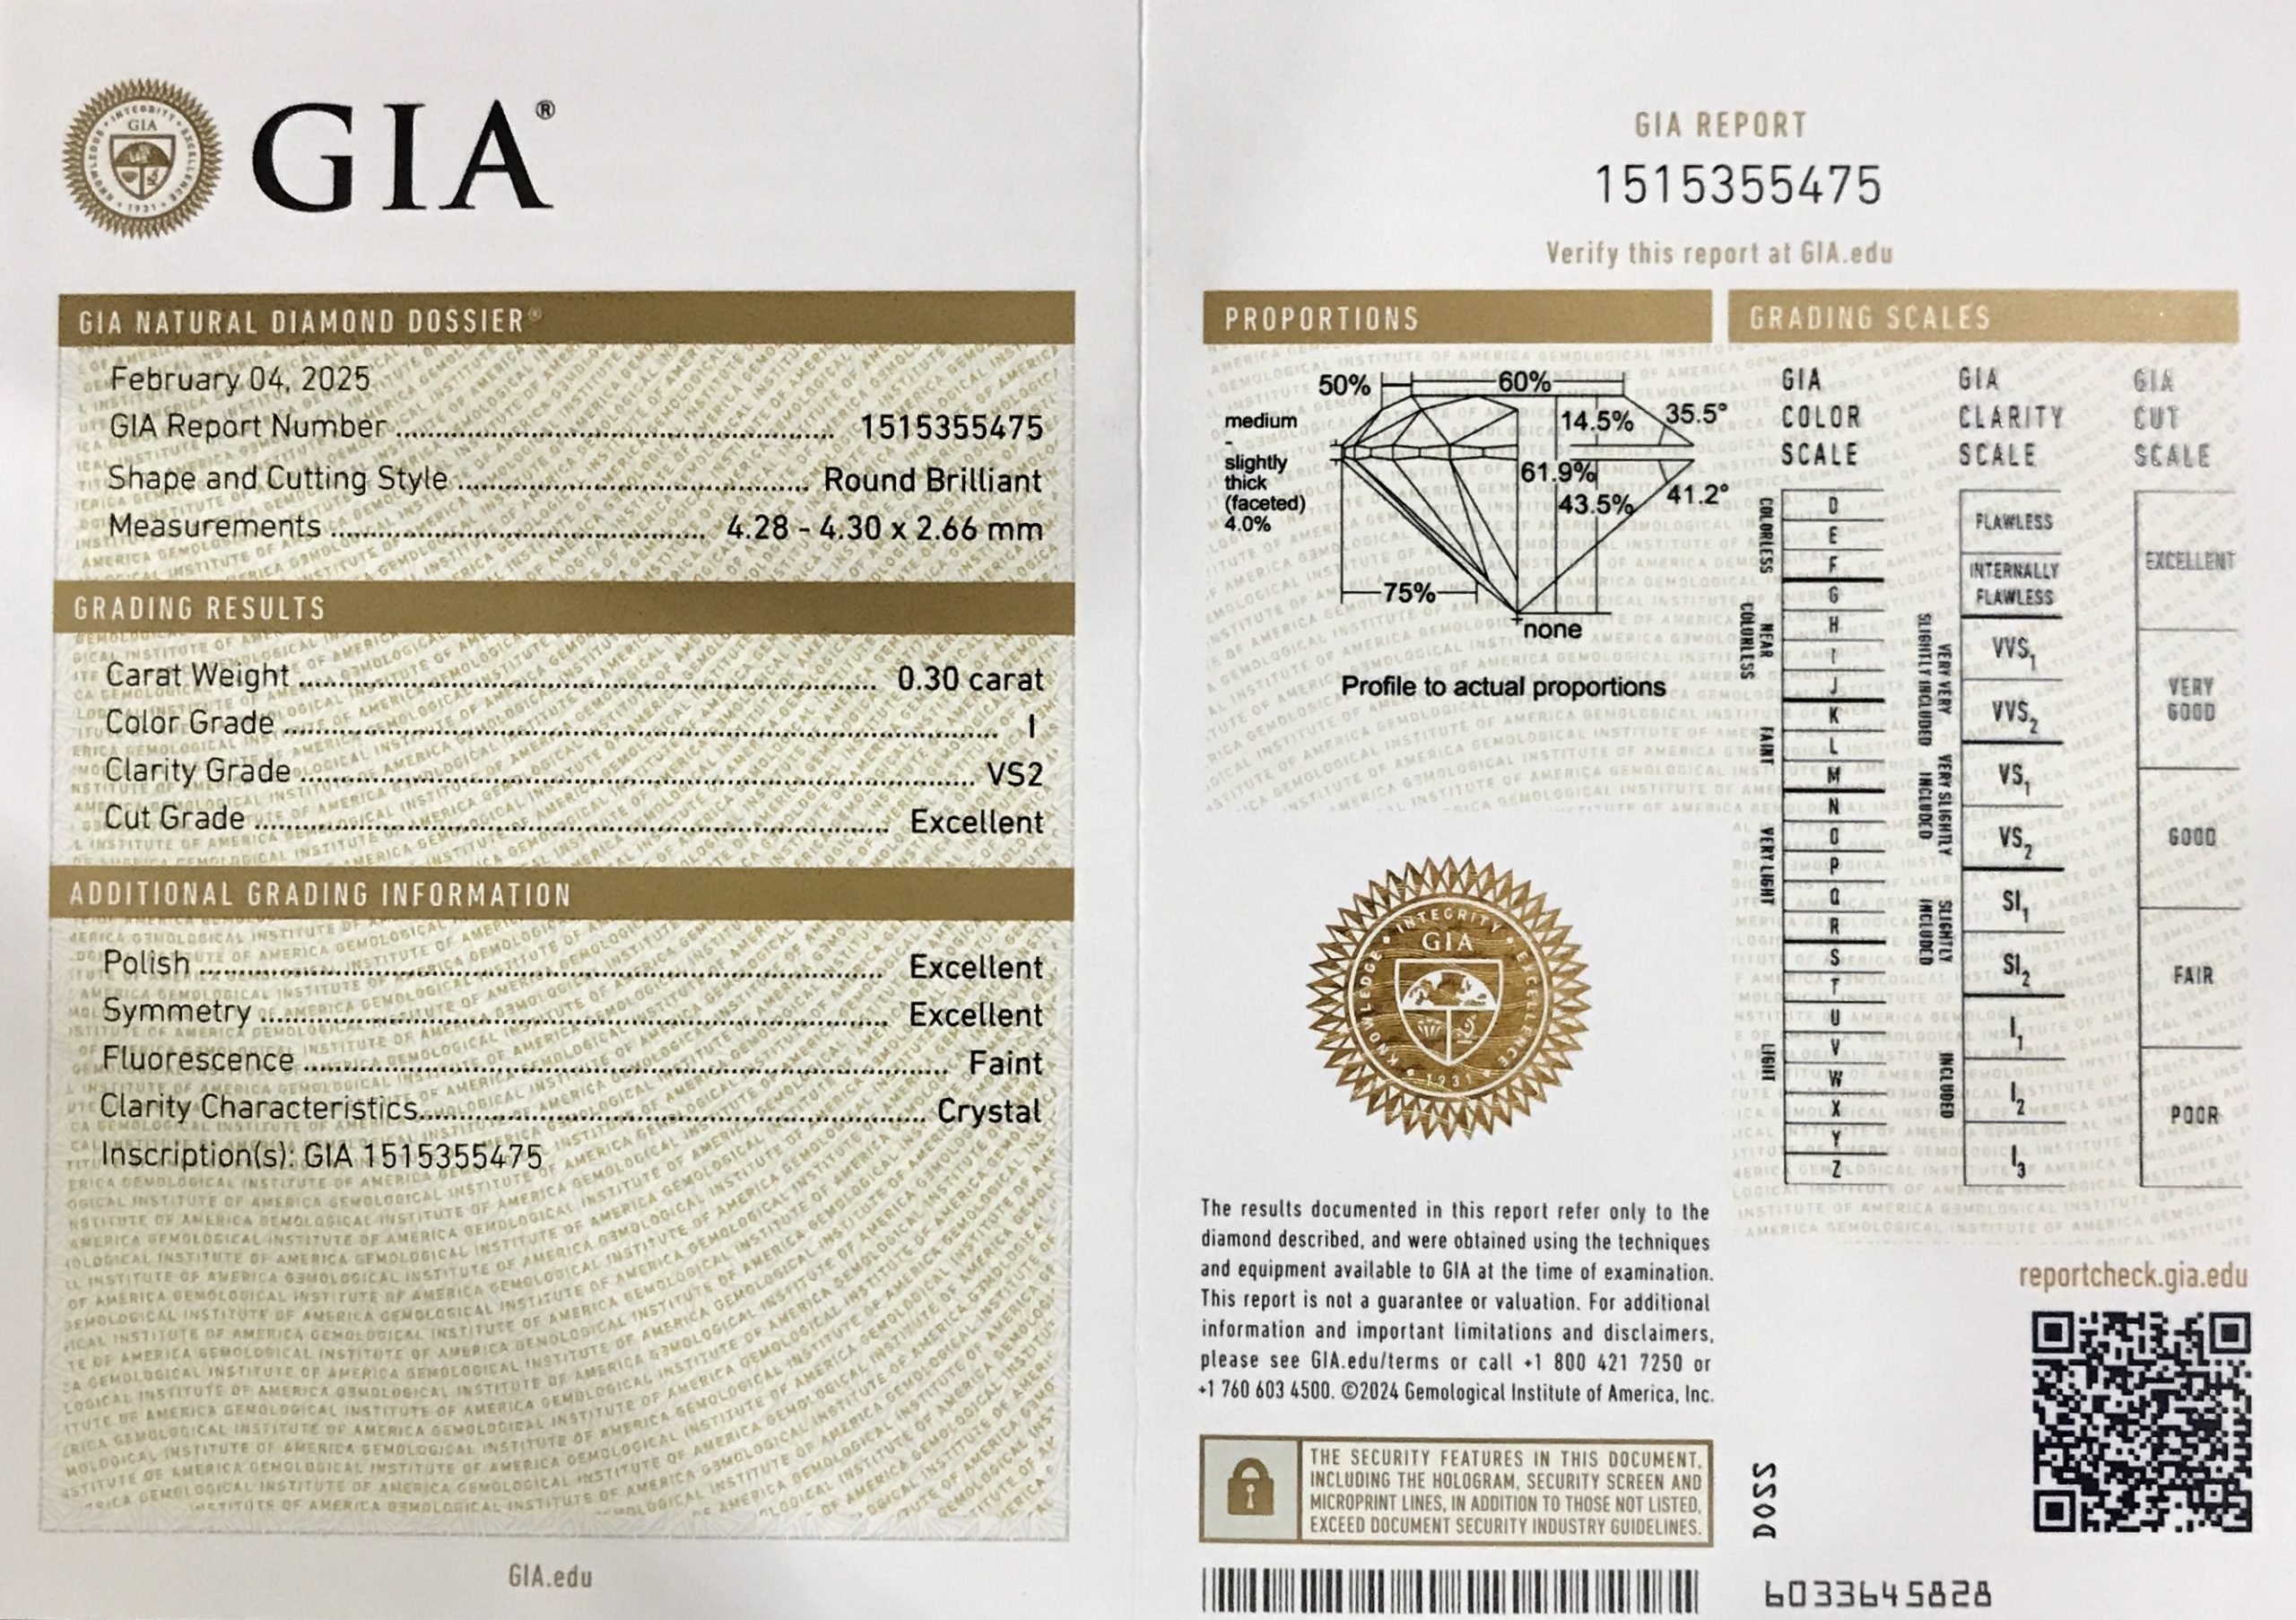 GIA®
GIA NATURAL DIAMOND DOSSIER®
February 04, 2025
GIA Report Number 1515355475
Shape and Cutting Style Round Brilliant
Measurements 4.28 - 4.30 x 2.66 mm
GRADING RESULTS
Carat Weight 0.30 carat
Color Grade I
Clarity Grade VS2
Cut Grade Excellent
ADDITIONAL GRADING INFORMATION
Polish Excellent
Symmetry Excellent
Fluorescence Faint
Clarity Characteristics Crystal
Inscription(s): GIA 1515355475
GIA.edu
GIA REPORT
1515355475
Verify this report at GIA.edu
PROPORTIONS
50%
60%
14.5%
35.5°
medium
-
slightly
thick
(faceted)
4.0%
61.9%
43.5%
41.2°
75%
none
Profile to actual proportions
INTEGRITY
GIA
KNOWLEDGE
EXCELLENCE
1931
The results documented in this report refer only to the
diamond described, and were obtained using the techniques
and equipment available to GIA at the time of examination.
This report is not a guarantee or valuation. For additional
information and important limitations and disclaimers,
please see GIA.edu/terms or call +1 800 421 7250 or
+1 760 603 4500. ©2024 Gemological Institute of America, Inc.
THE SECURITY FEATURES IN THIS DOCUMENT,
INCLUDING THE HOLOGRAM, SECURITY SCREEN AND
MICROPRINT LINES, IN ADDITION TO THOSE NOT LISTED,
EXCEED DOCUMENT SECURITY INDUSTRY GUIDELINES.
GRADING SCALES
GIA
COLOR
SCALE
COLORLESS
D
E
F
NEAR
COLORLESS
G
H
I
J
FAINT
K
L
M
VERY LIGHT
N
O
P
Q
R
LIGHT
S
T
U
V
W
X
Y
Z
GIA
CLARITY
SCALE
FLAWLESS
INTERNALLY
FLAWLESS
VERY VERY
SLIGHTLY INCLUDED
VVS1
VVS2
VERY SLIGHTLY
INCLUDED
VS1
VS2
SLIGHTLY
INCLUDED
SI1
SI2
INCLUDED
I1
I2
I3
GIA
CUT
SCALE
EXCELLENT
VERY
GOOD
GOOD
FAIR
POOR
reportcheck.gia.edu
DOSS
6033645828